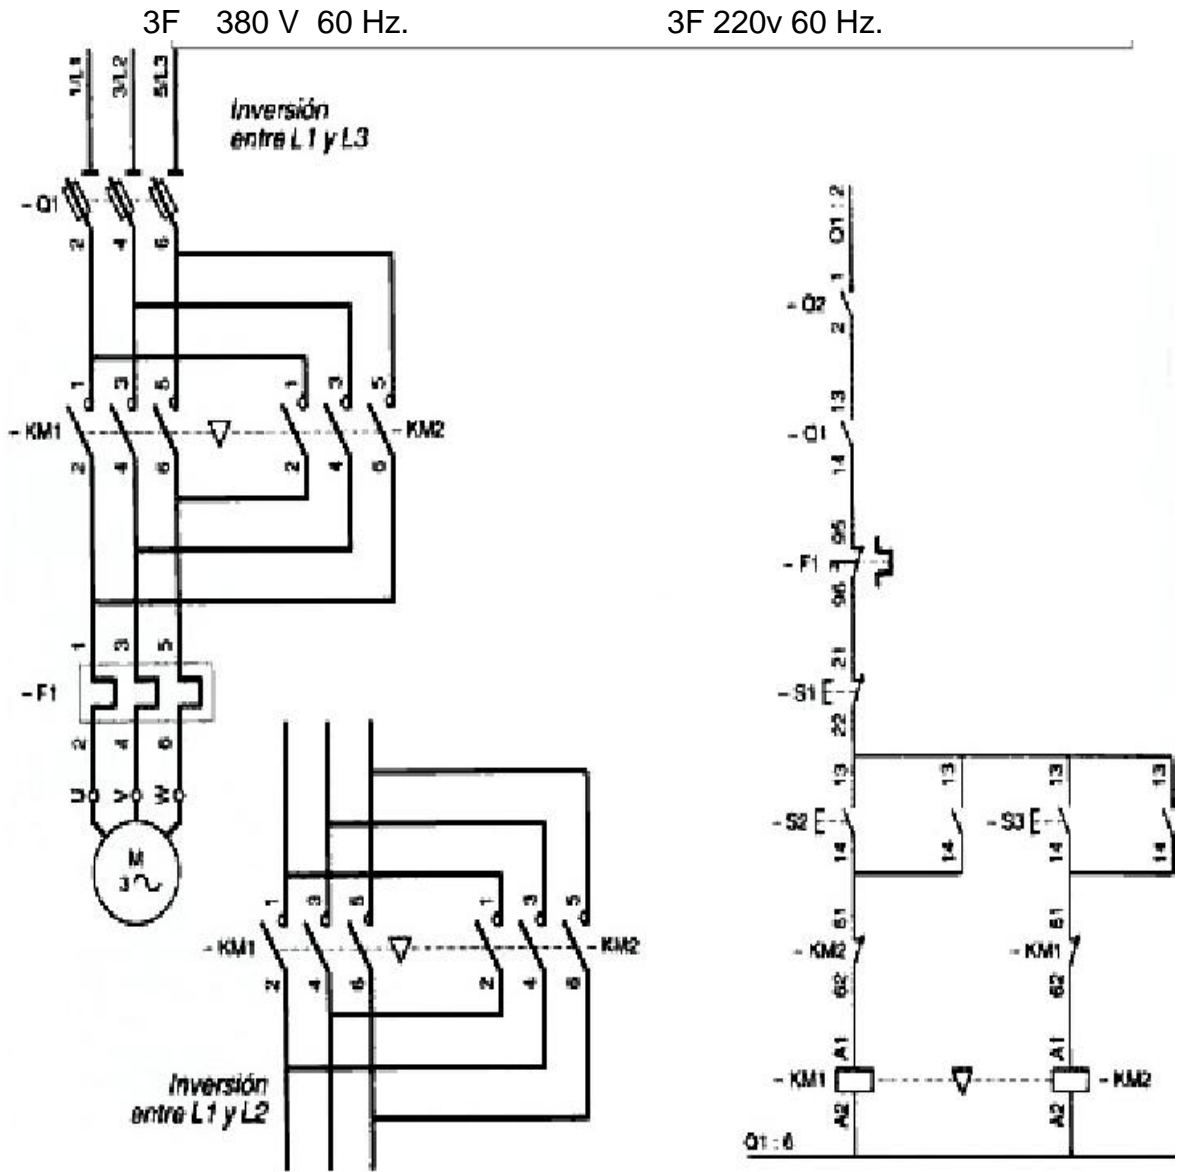 3F 380 V 60 Hz. 3F 220v 60 Hz.
1/L1 3/L2 5/L3
Inversión
entre L1 y L3
- Q1
2 4 6
1 3 5 1 3 5
- KM1 - KM2
2 4 6 2 4 6
1 3 5
- F1
2 4 6
U V W
M
3
1 3 5 1 3 5
- KM1 - KM2
2 4 6 2 4 6
Inversión
entre L1 y L2
Q1 : 2
1
- Q2
2
13
- Q1
14
95
- F1
96
21
- S1
22
13 13 13 13
- S2 - S3
14 14 14 14
61 61
- KM2 - KM1
62 62
A1 A1
- KM1 - KM2
A2 A2
Q1 : 6